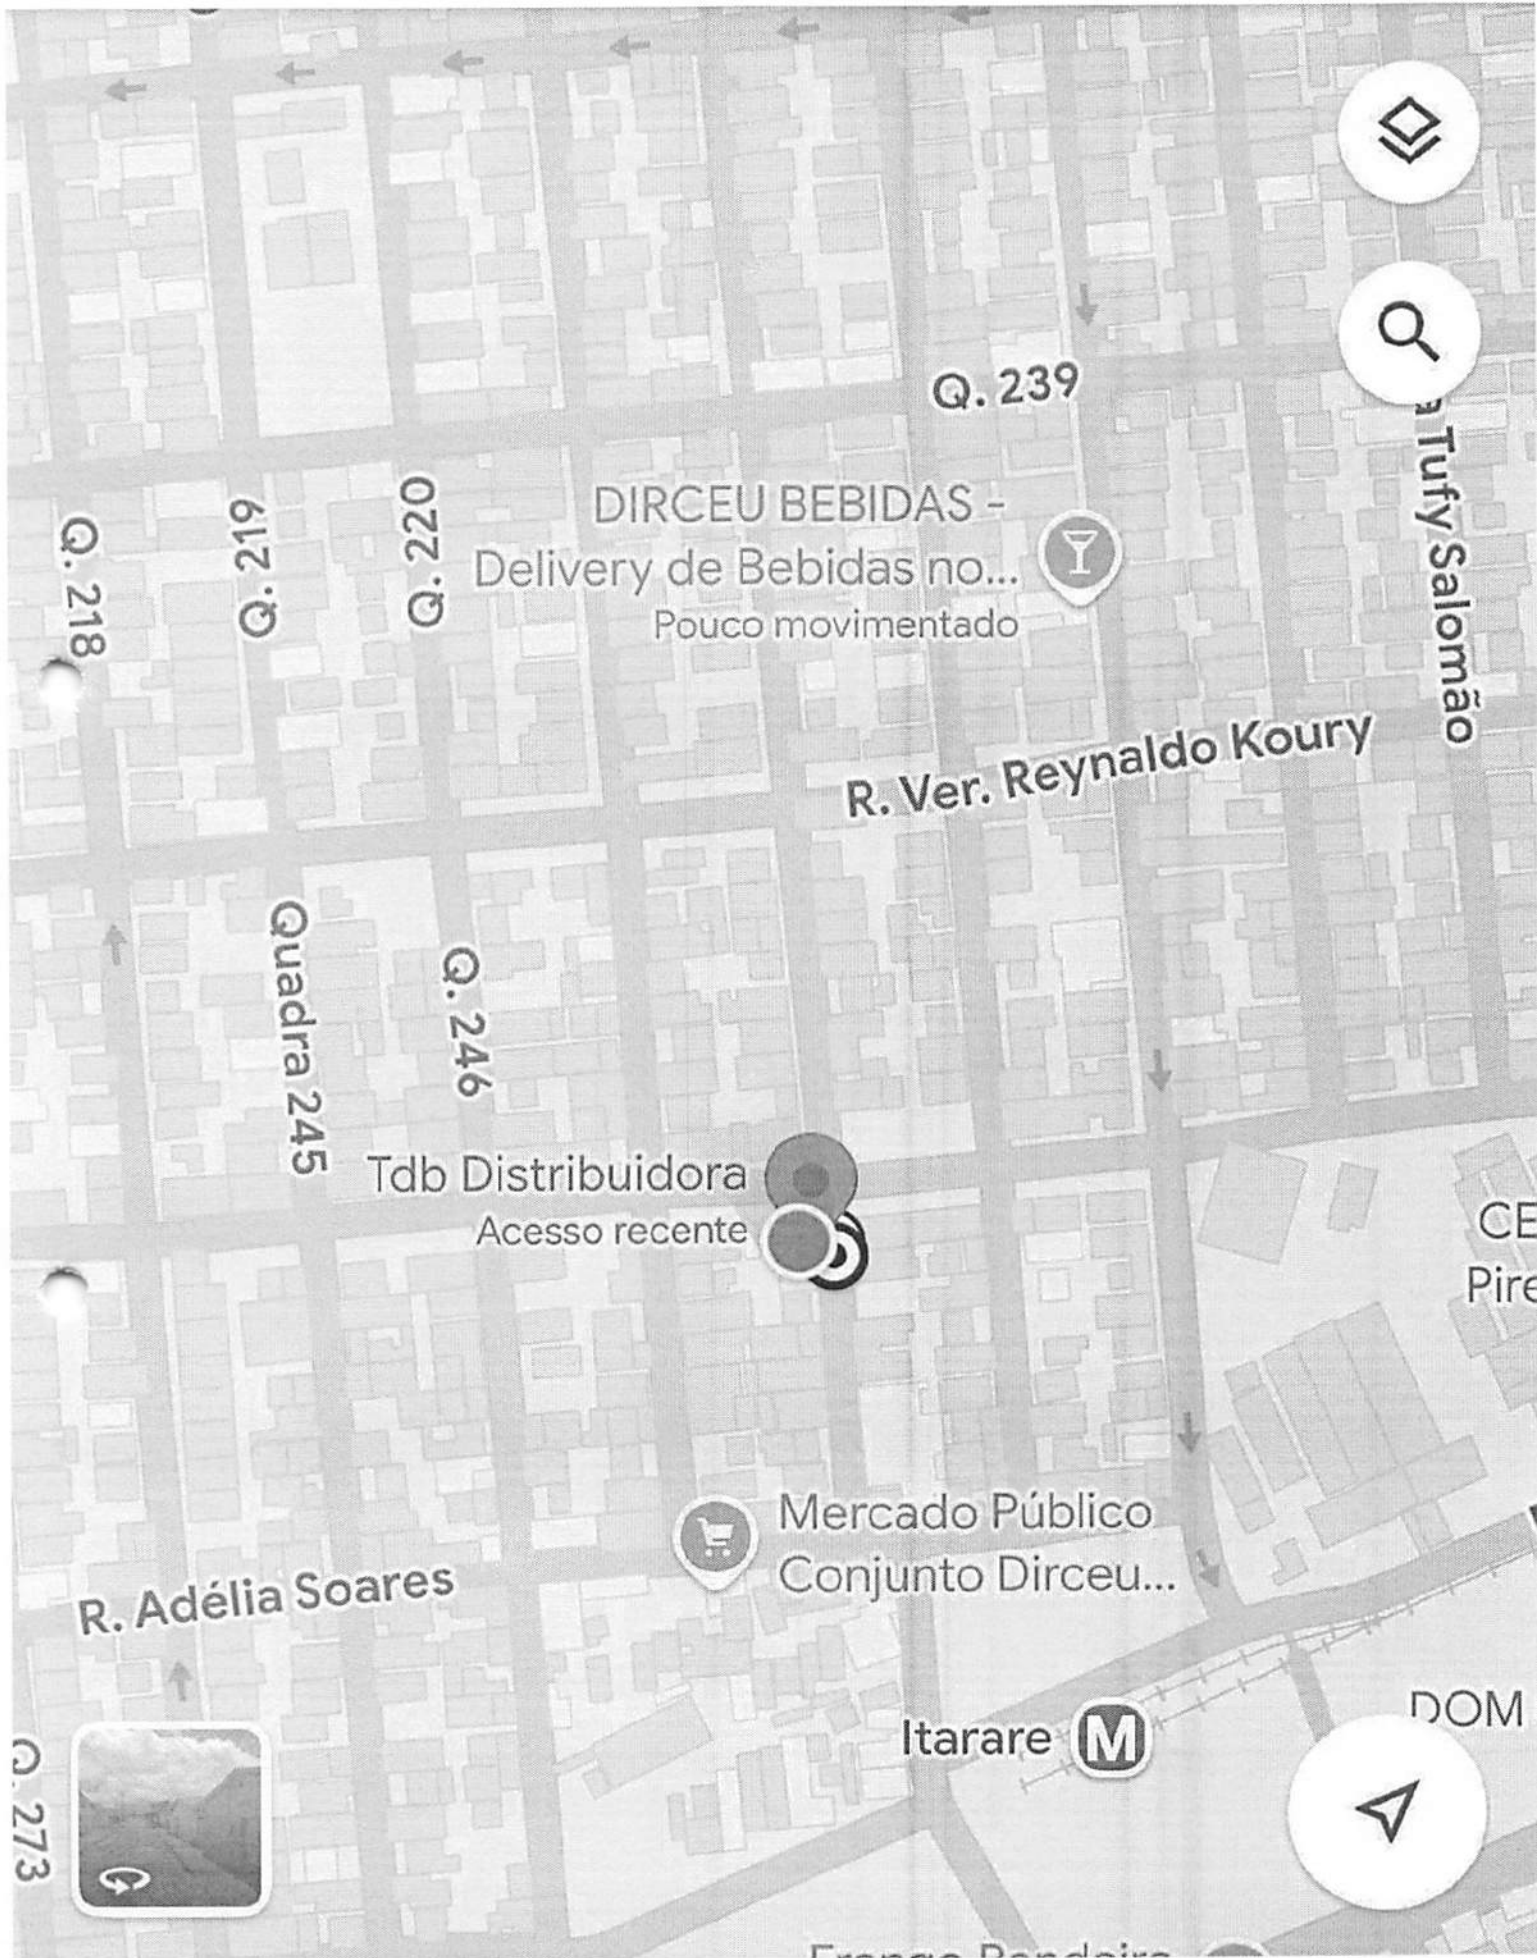 Q. 239
a Tufy Salomão
DIRCEU BEBIDAS -
Delivery de Bebidas no...
Pouco movimentado
Q. 218
Q. 219
Q. 220
R. Ver. Reynaldo Koury
Quadra 245
Q. 246
Tdb Distribuidora
Acesso recente
CE
Pire
Mercado Público
Conjunto Dirceu...
R. Adélia Soares
Itarare
M
DOM
Q. 273